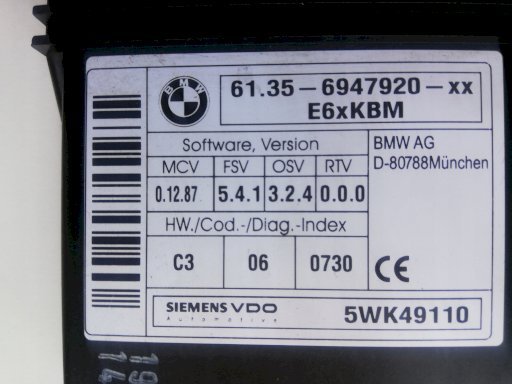 BMW
61.35 - 6947920 - xx
E6xKBM
Software, Version
MCV FSV OSV RTV
0.12.87 5.4.1 3.2.4 0.0.0
BMW AG
D-80788München
HW./Cod.-/Diag.-Index
C3 06 0730
CE
SIEMENS VDO
Automotive
5WK49110
19
14